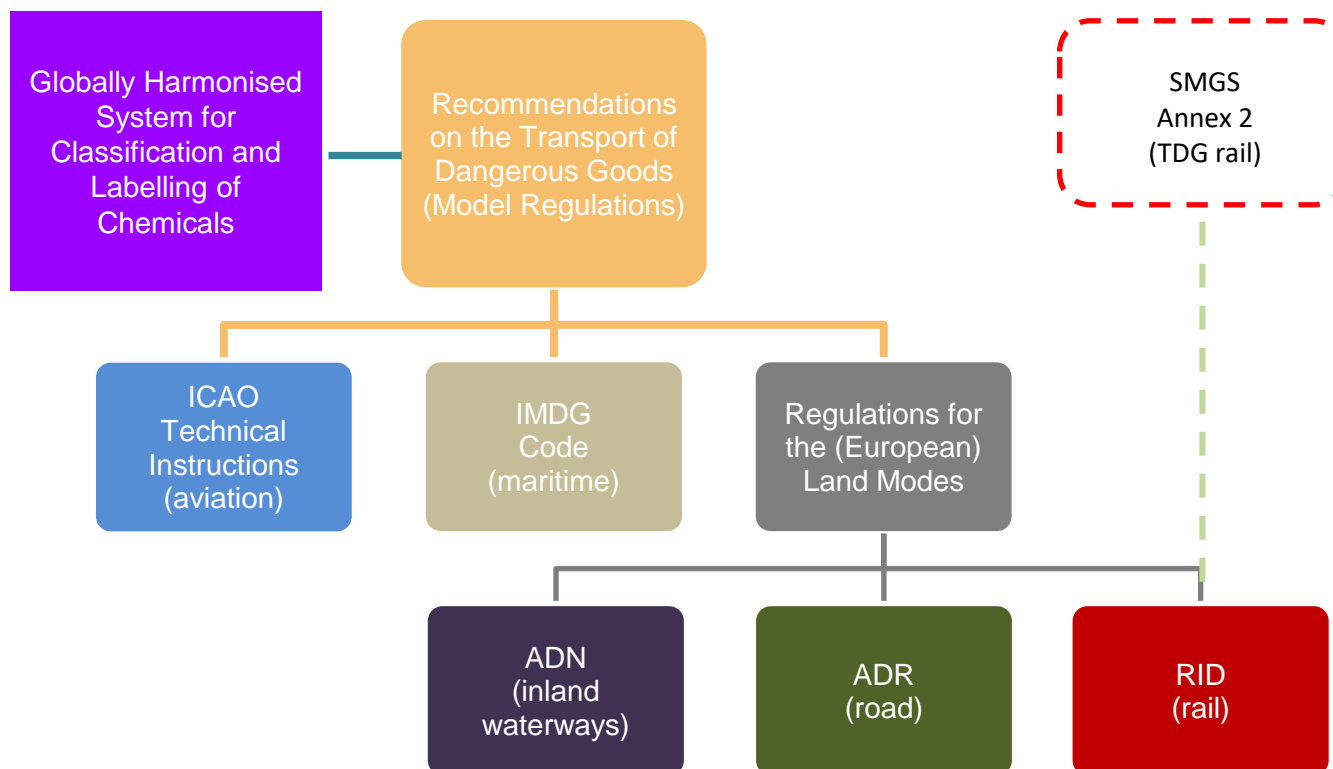 Globally Harmonised
System for
Classification and
Labelling of
Chemicals
Recommendations
on the Transport of
Dangerous Goods
(Model Regulations)
SMGS
Annex 2
(TDG rail)
ICAO
Technical
Instructions
(aviation)
IMDG
Code
(maritime)
Regulations for
the (European)
Land Modes
ADN
(inland
waterways)
ADR
(road)
RID
(rail)